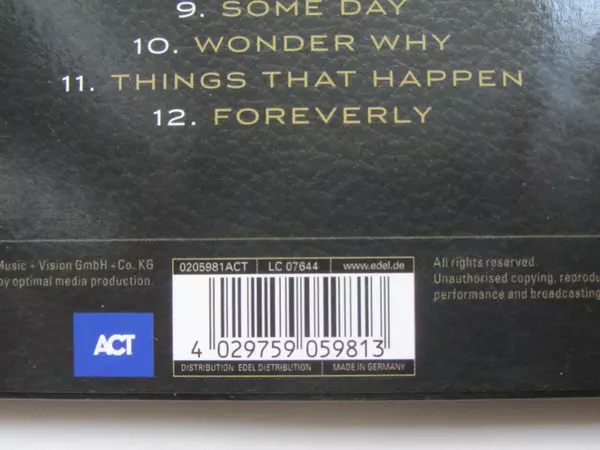 9. SOME DAY
10. WONDER WHY
11. THINGS THAT HAPPEN
12. FOREVERLY
Music + Vision GmbH + Co. KG
by optimal media production.
0205981ACT LC 07644 www.edel.de
4 029759 059813
DISTRIBUTION: EDEL DISTRIBUTION MADE IN GERMANY
ACT
All rights reserved.
Unauthorised copying, reprodu
performance and broadcasting